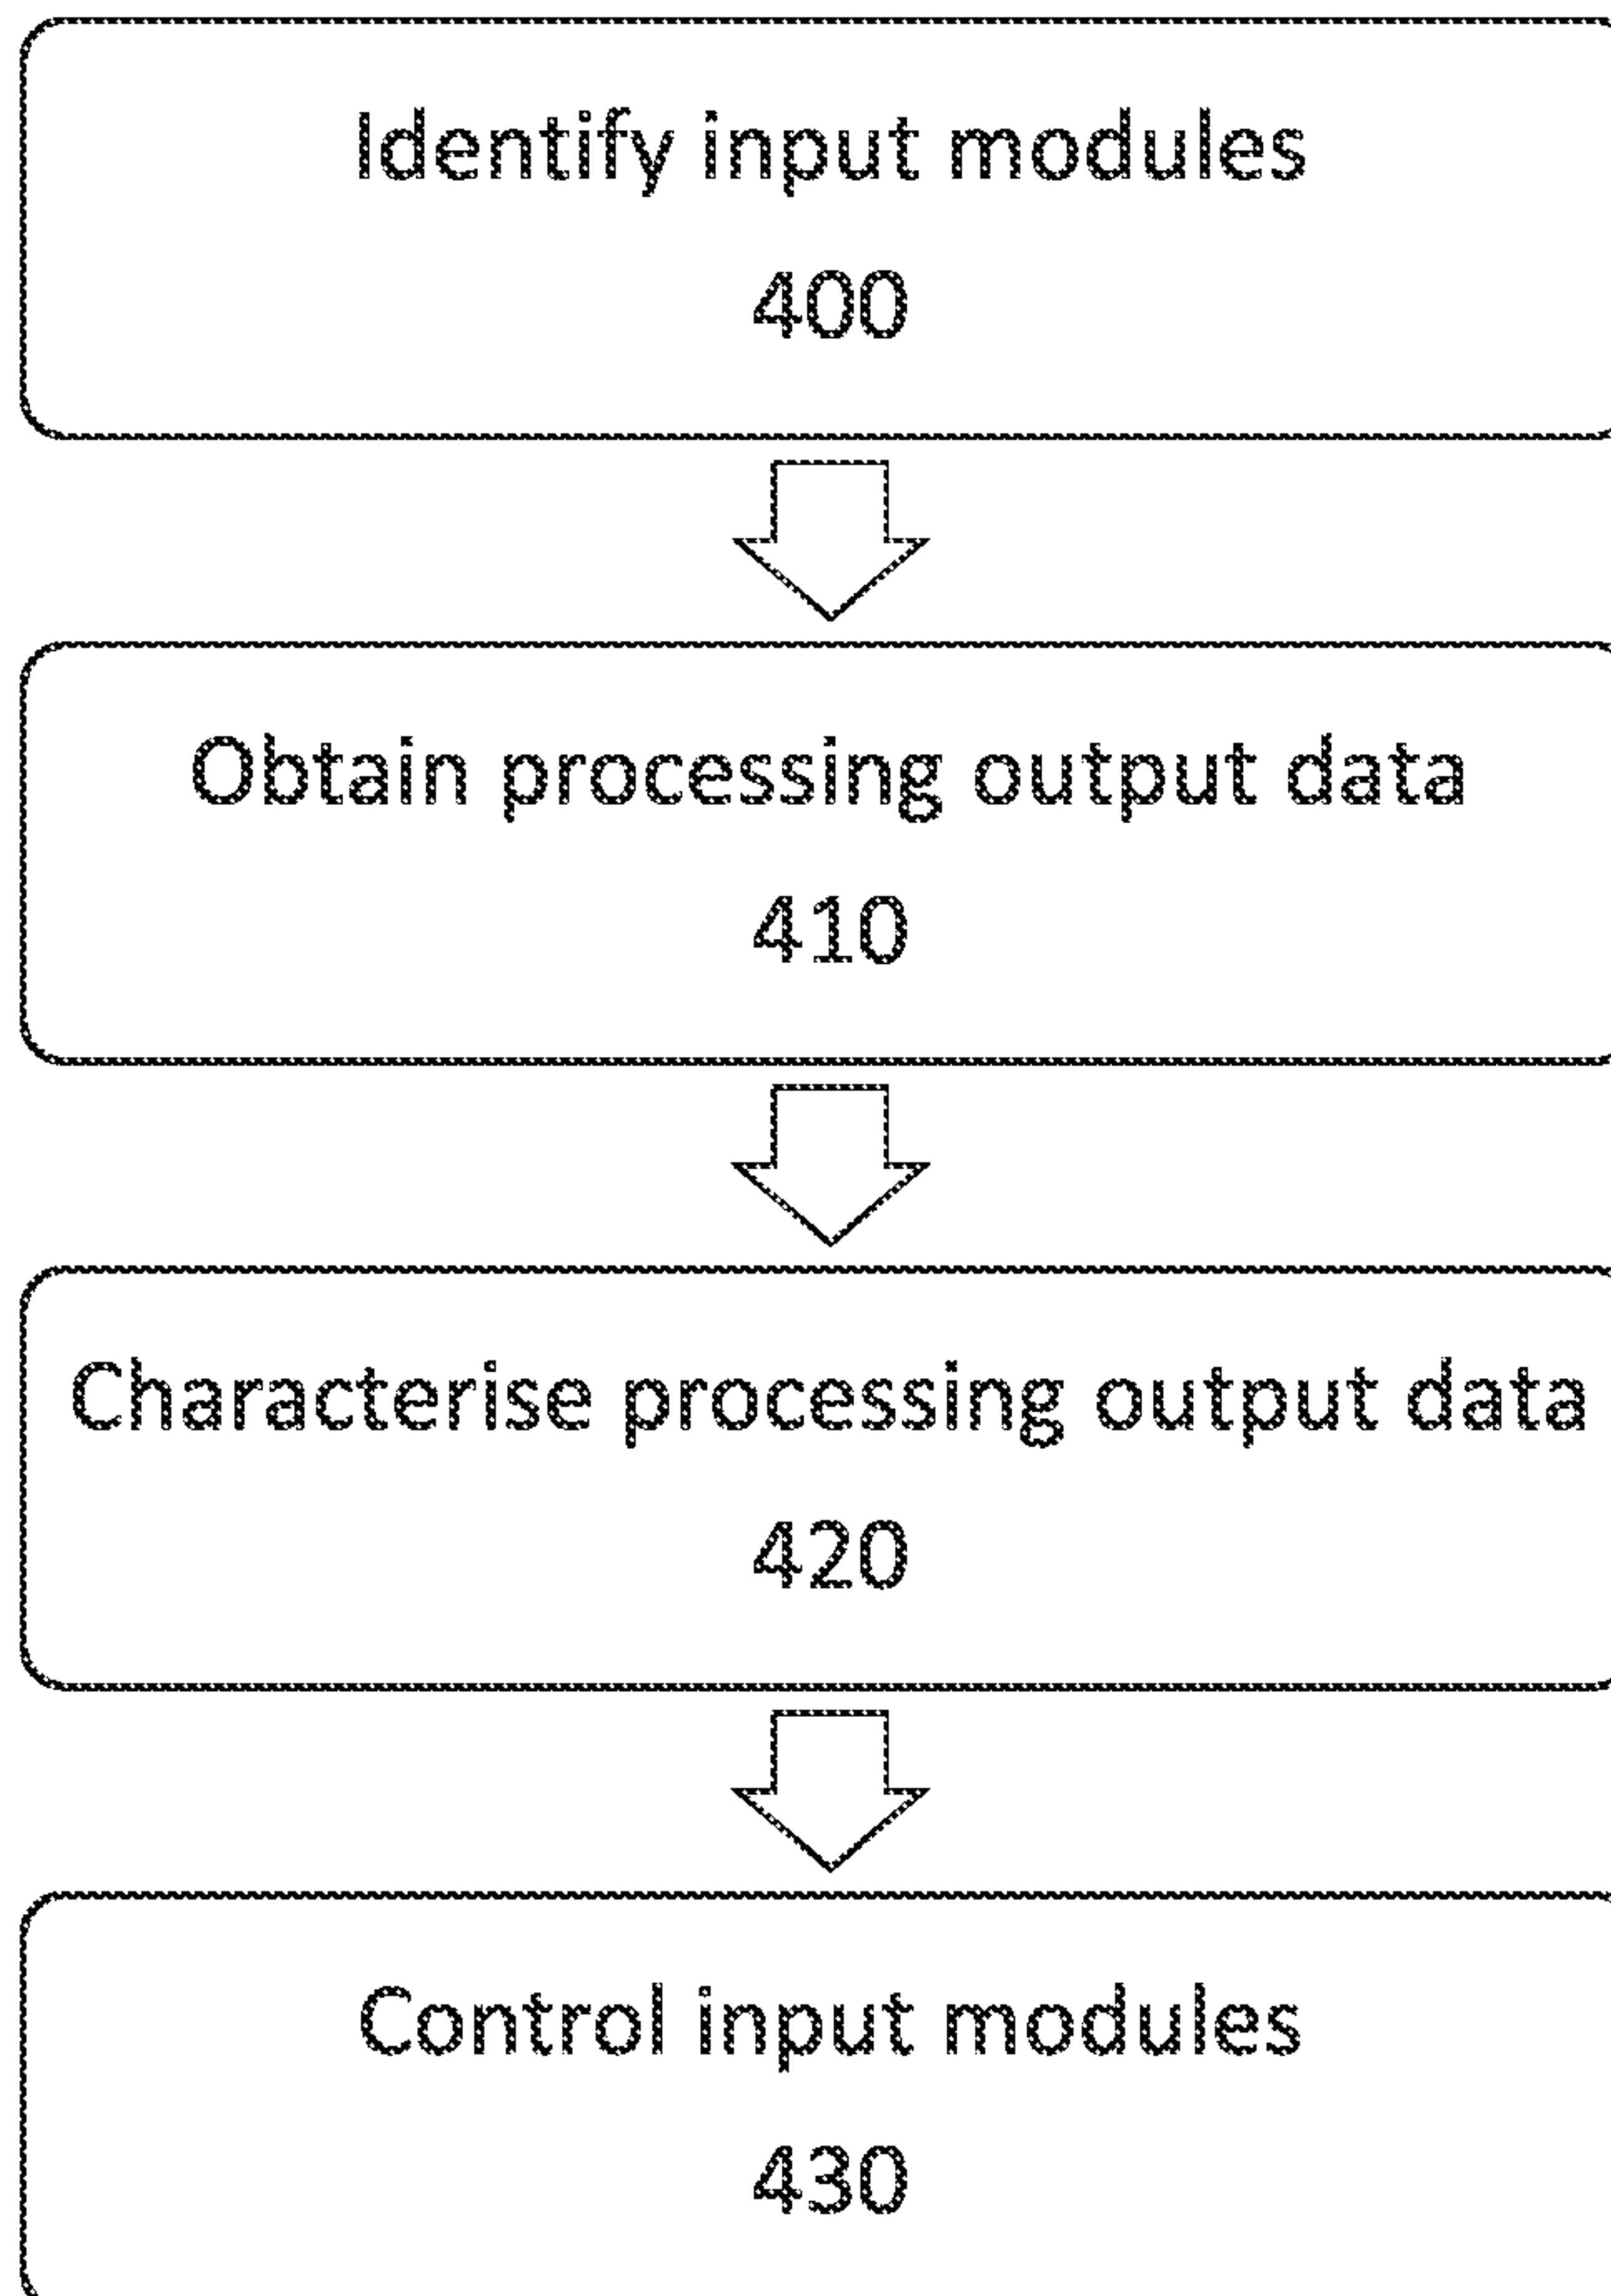 Identify input modules
400
Obtain processing output data
410
Characterise processing output data
420
Control input modules
430